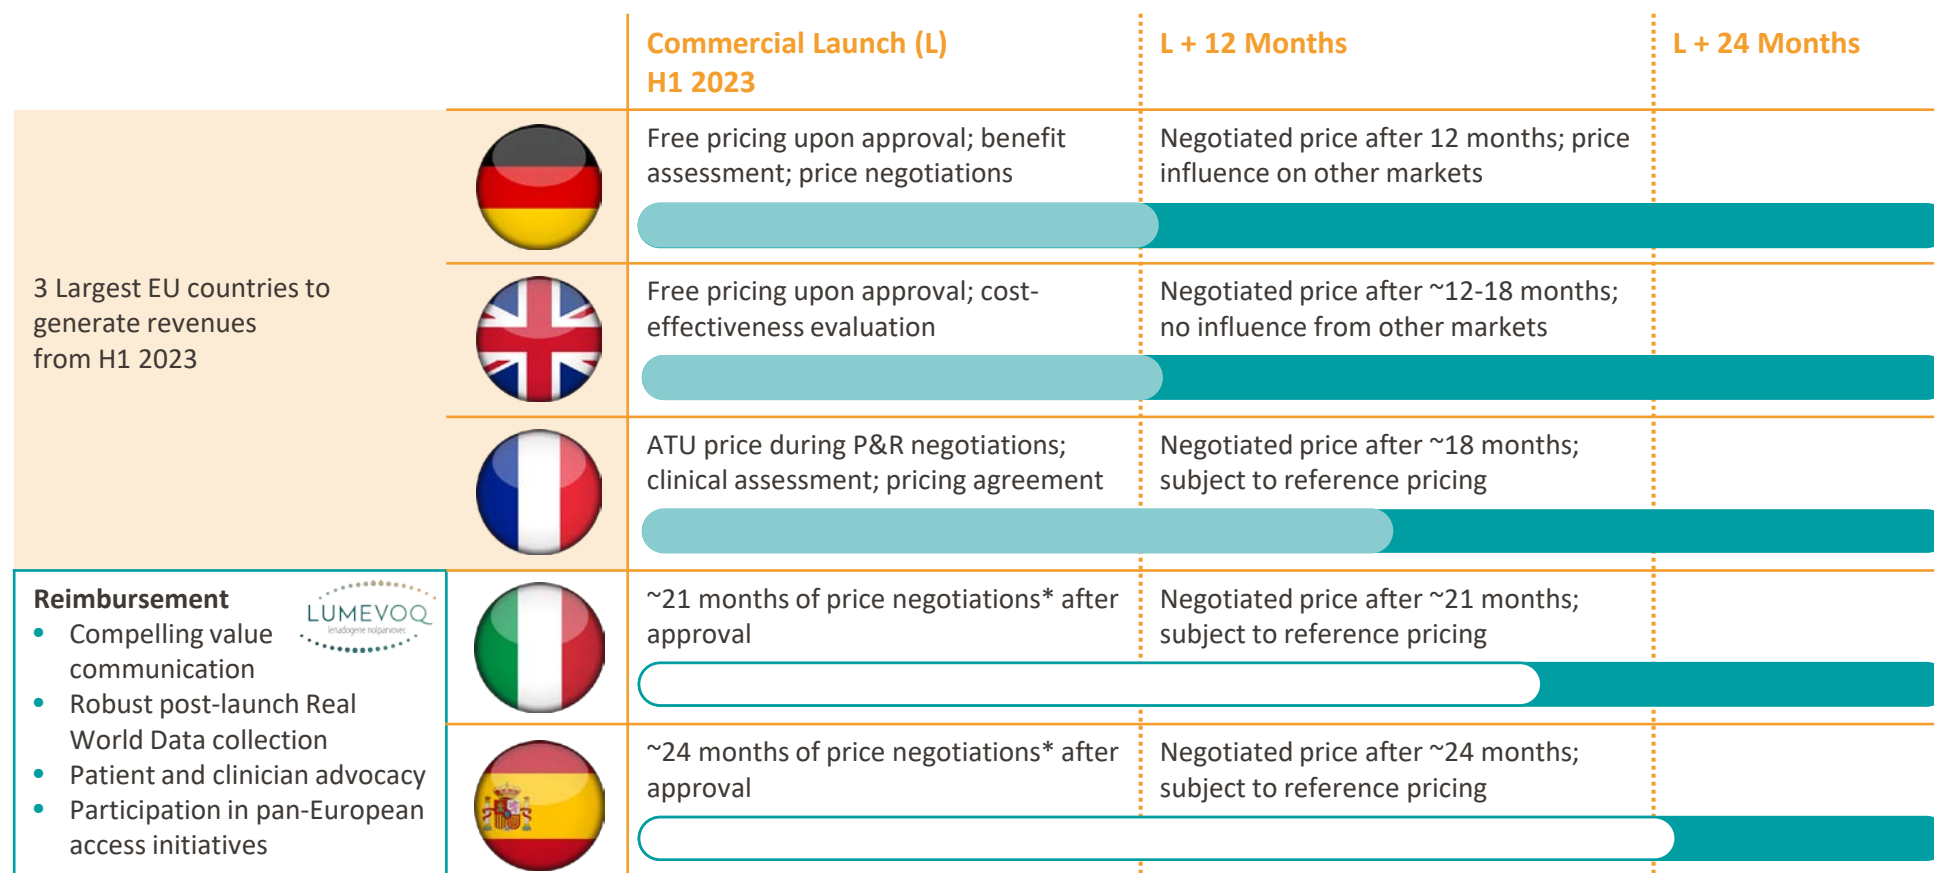 Commercial Launch (L)
H1 2023
L + 12 Months
L + 24 Months
3 Largest EU countries to
generate revenues
from H1 2023
Free pricing upon approval; benefit
assessment; price negotiations
Negotiated price after 12 months; price
influence on other markets
Free pricing upon approval; cost-
effectiveness evaluation
Negotiated price after ~12-18 months;
no influence from other markets
ATU price during P&R negotiations;
clinical assessment; pricing agreement
Negotiated price after ~18 months;
subject to reference pricing
Reimbursement
• Compelling value
communication
• Robust post-launch Real
World Data collection
• Patient and clinician advocacy
• Participation in pan-European
access initiatives
LUMEVOQ
lenadogene nolparvovec
~21 months of price negotiations* after
approval
Negotiated price after ~21 months;
subject to reference pricing
~24 months of price negotiations* after
approval
Negotiated price after ~24 months;
subject to reference pricing